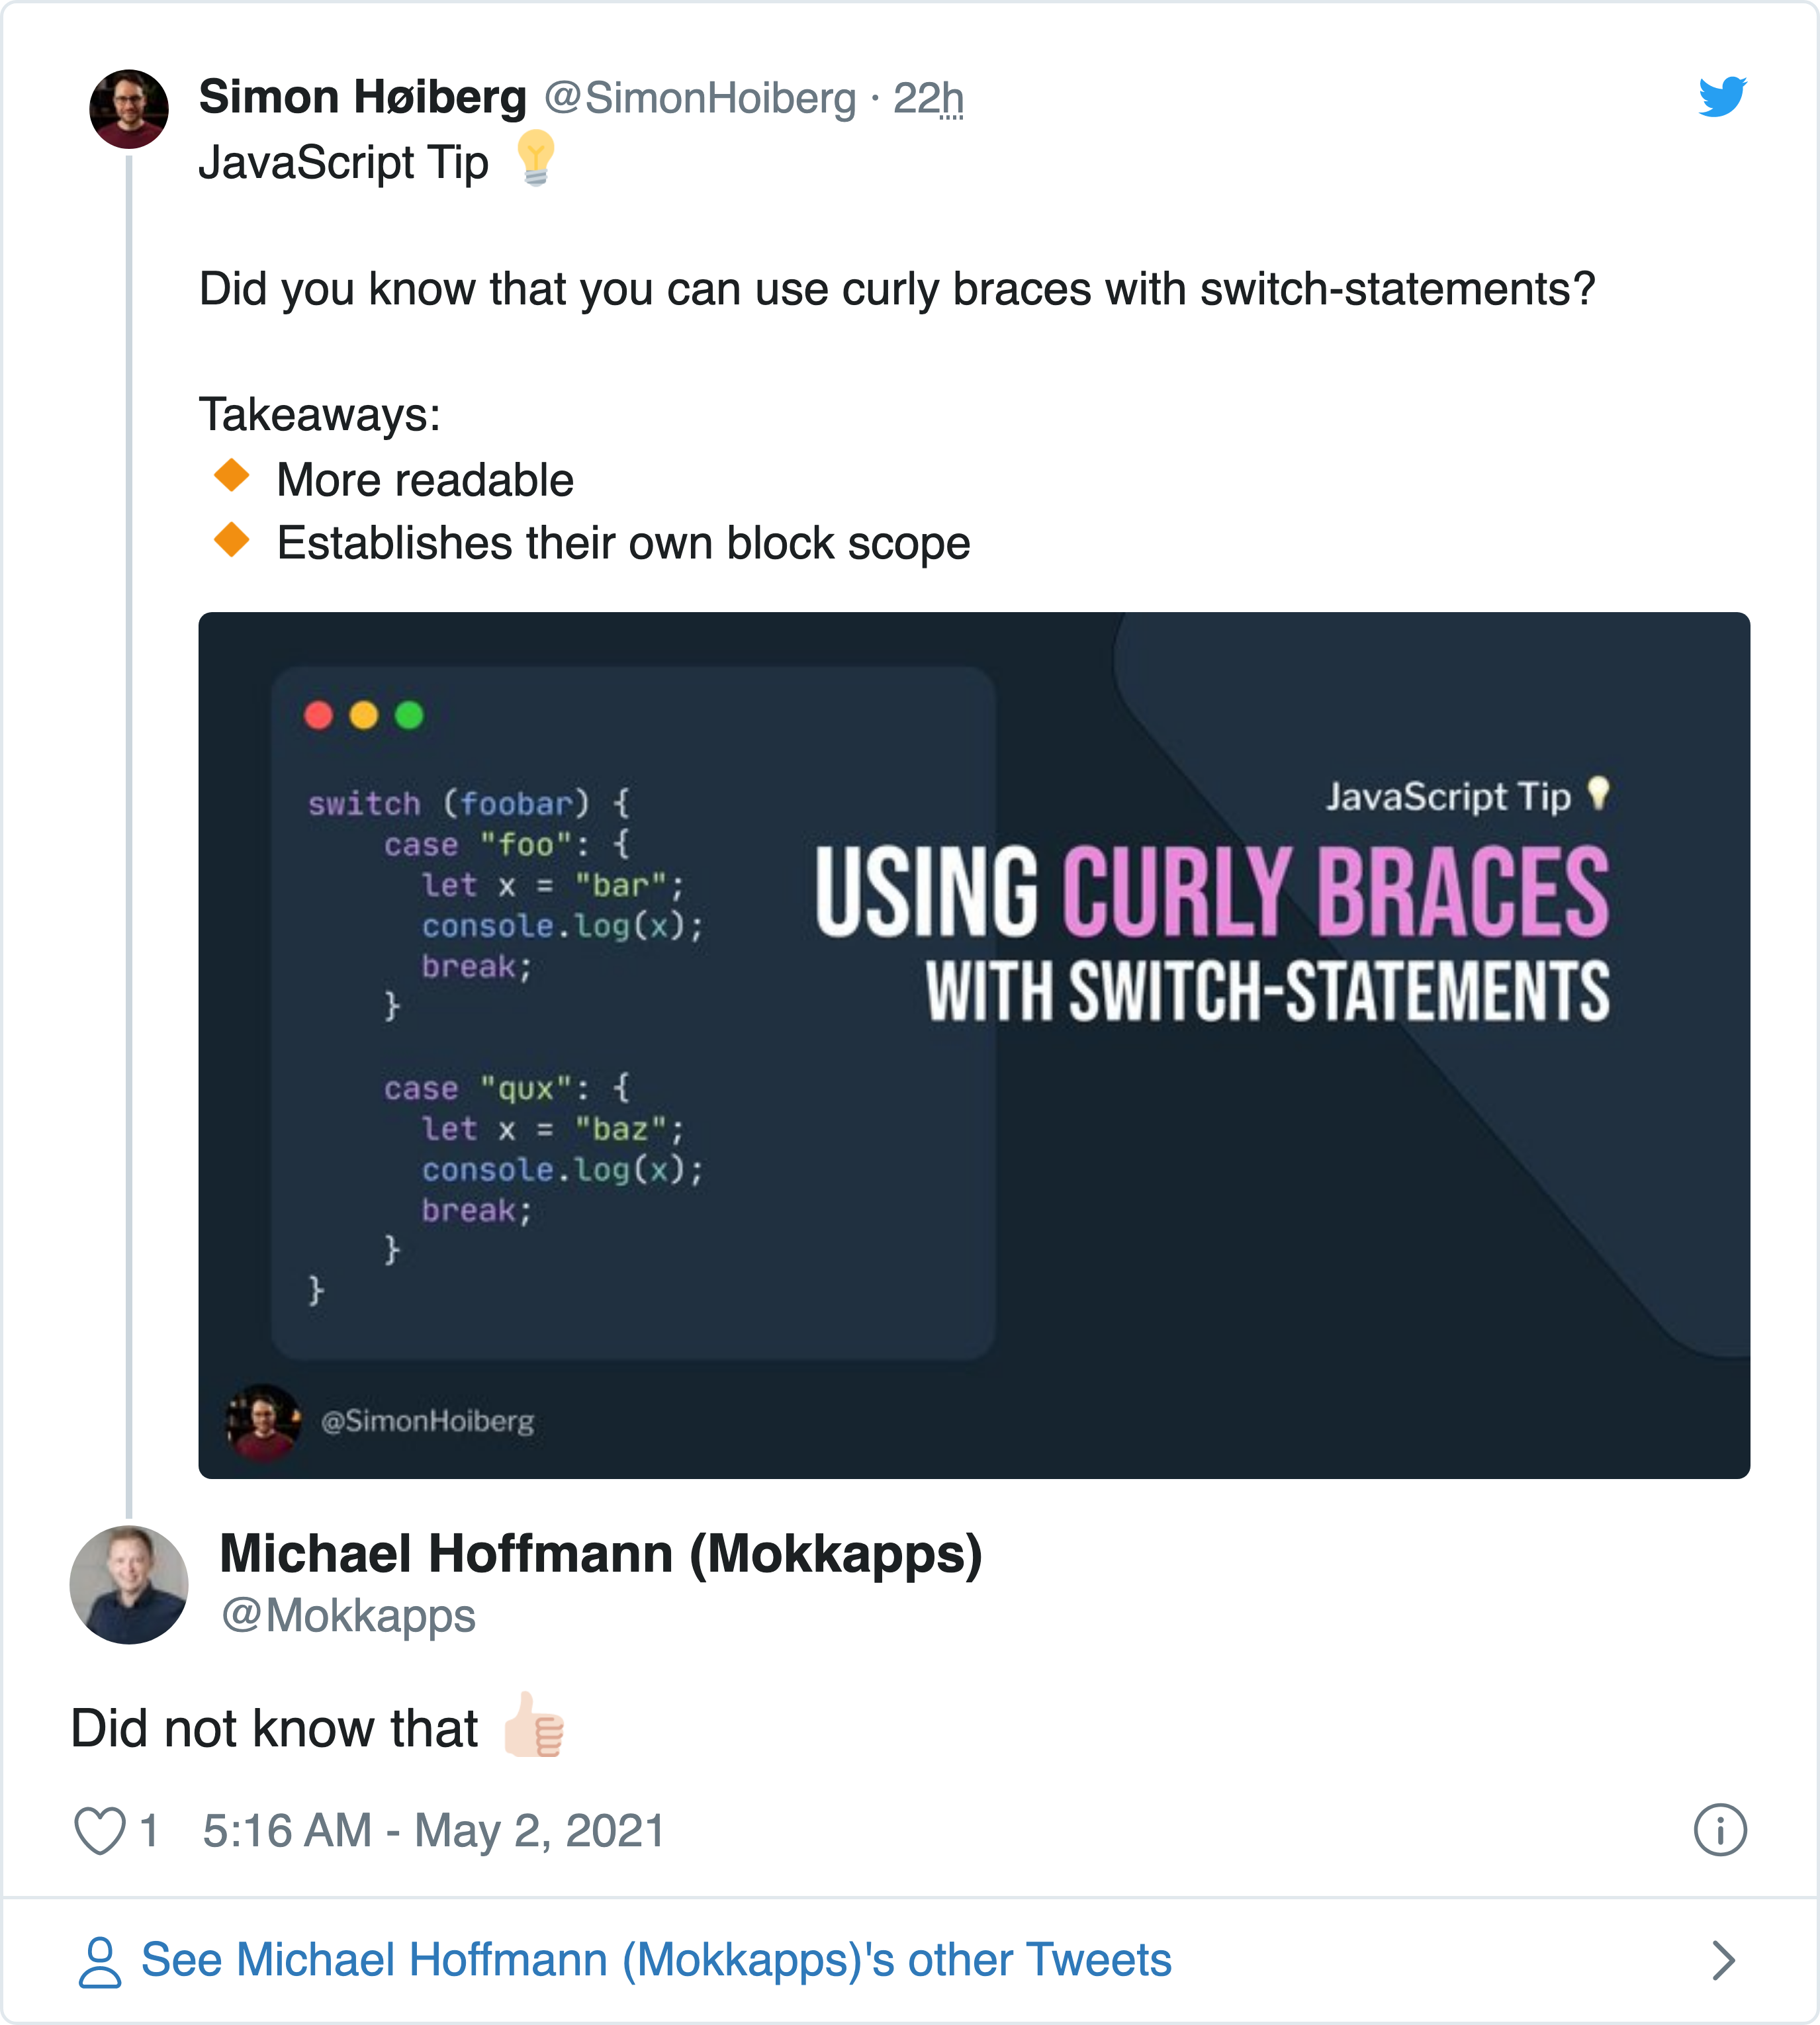 Simon Høiberg @SimonHoiberg · 22h
JavaScript Tip 💡
Did you know that you can use curly braces with switch-statements?
Takeaways:
🔸 More readable
🔸 Establishes their own block scope
switch (foobar) {
case "foo": {
let x = "bar";
console.log(x);
break;
}
case "qux": {
let x = "baz";
console.log(x);
break;
}
}
JavaScript Tip 💡
USING CURLY BRACES
WITH SWITCH-STATEMENTS
@SimonHoiberg
Michael Hoffmann (Mokkapps)
@Mokkapps
Did not know that 👍🏻
1 5:16 AM - May 2, 2021
See Michael Hoffmann (Mokkapps)'s other Tweets